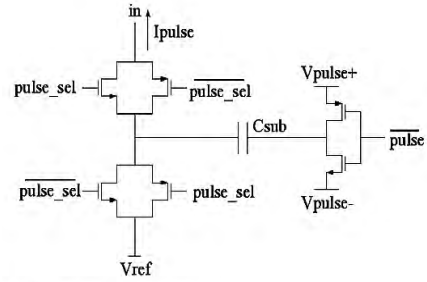 in
Ipulse
Vpulse+
pulse_sel
pulse_sel
Csub
pulse
pulse_sel
pulse_sel
Vpulse-
Vref